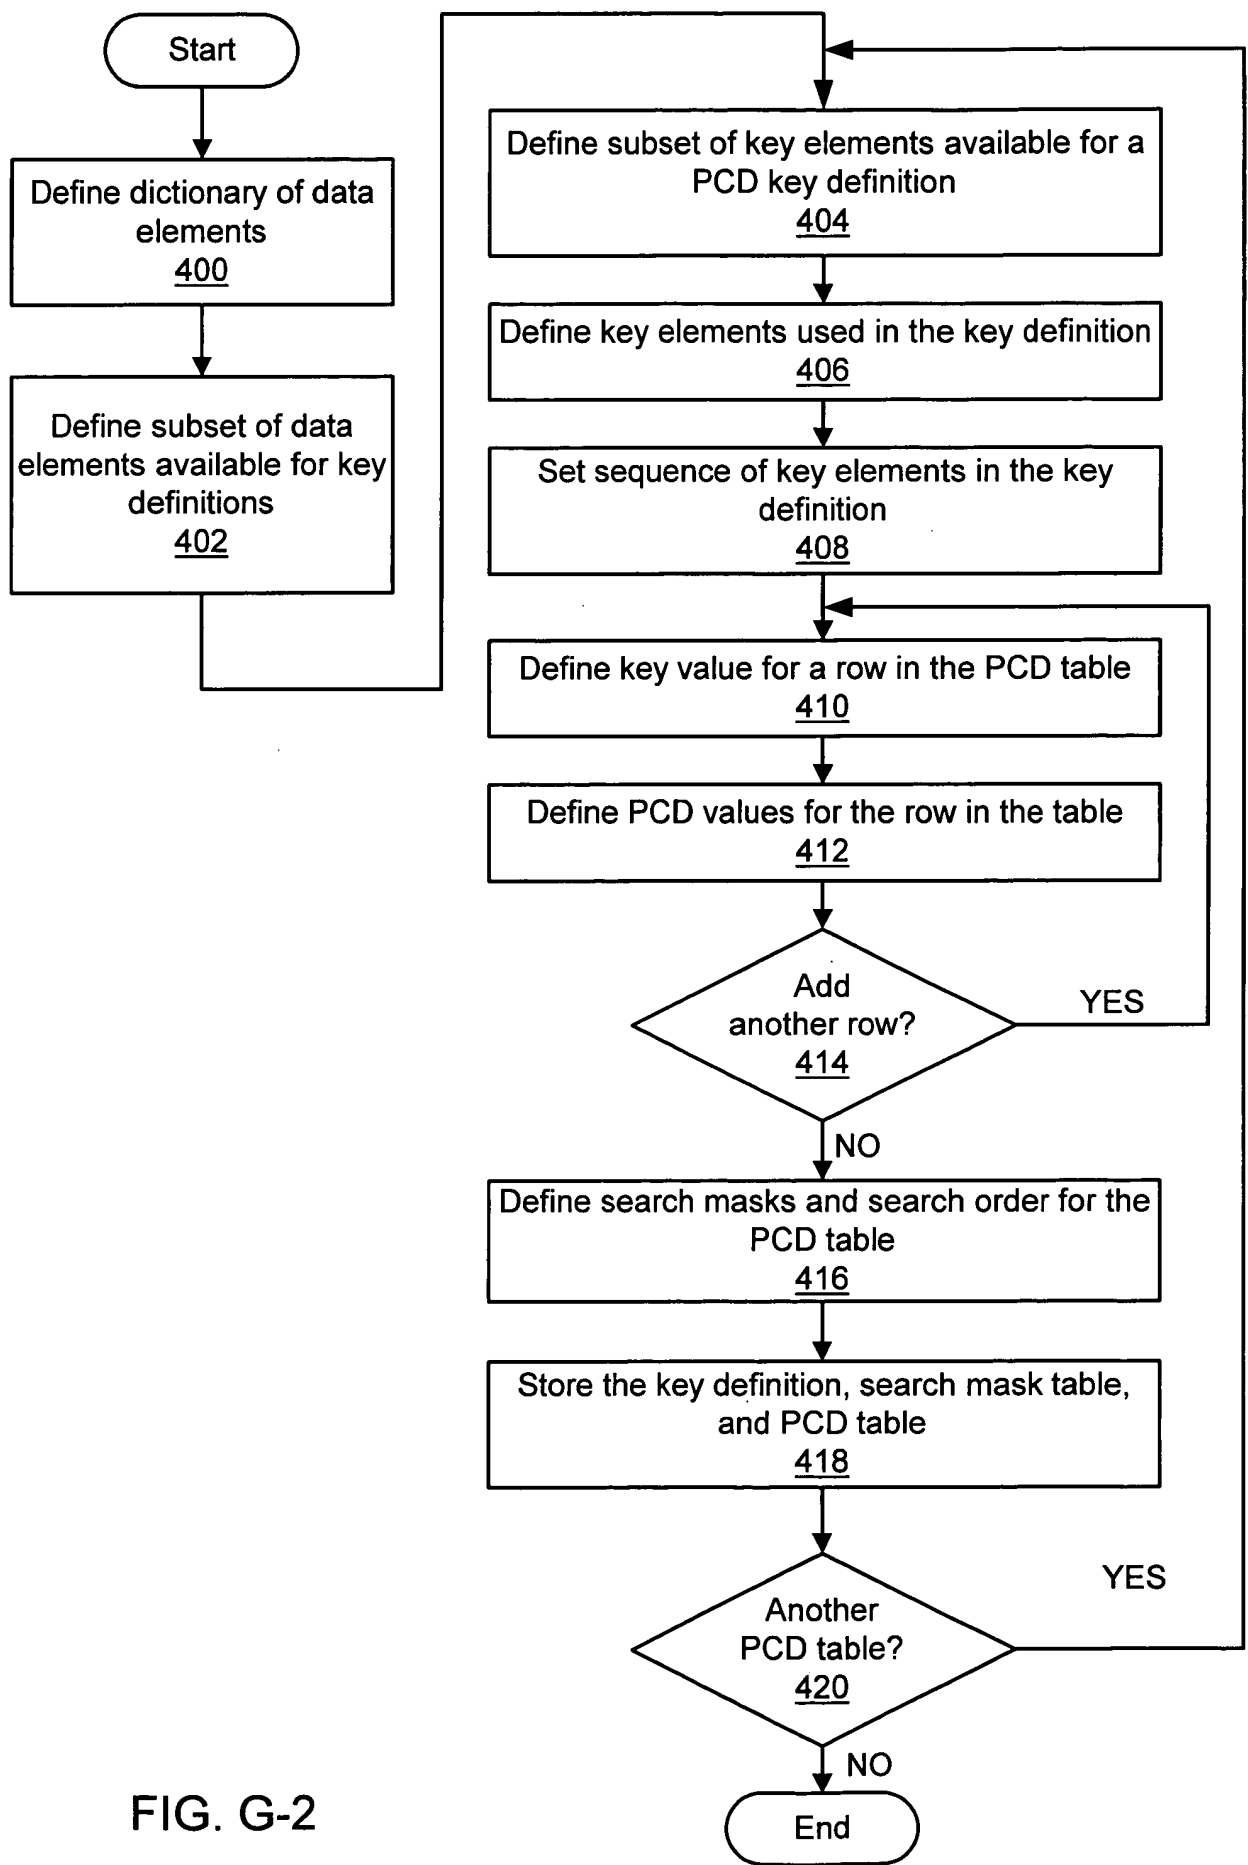 Start
Define dictionary of data
elements
400
Define subset of data
elements available for key
definitions
402
Define subset of key elements available for a
PCD key definition
404
Define key elements used in the key definition
406
Set sequence of key elements in the key
definition
408
Define key value for a row in the PCD table
410
Define PCD values for the row in the table
412
Add
another row?
414
YES
NO
Define search masks and search order for the
PCD table
416
Store the key definition, search mask table,
and PCD table
418
Another
PCD table?
420
YES
NO
End
FIG. G-2